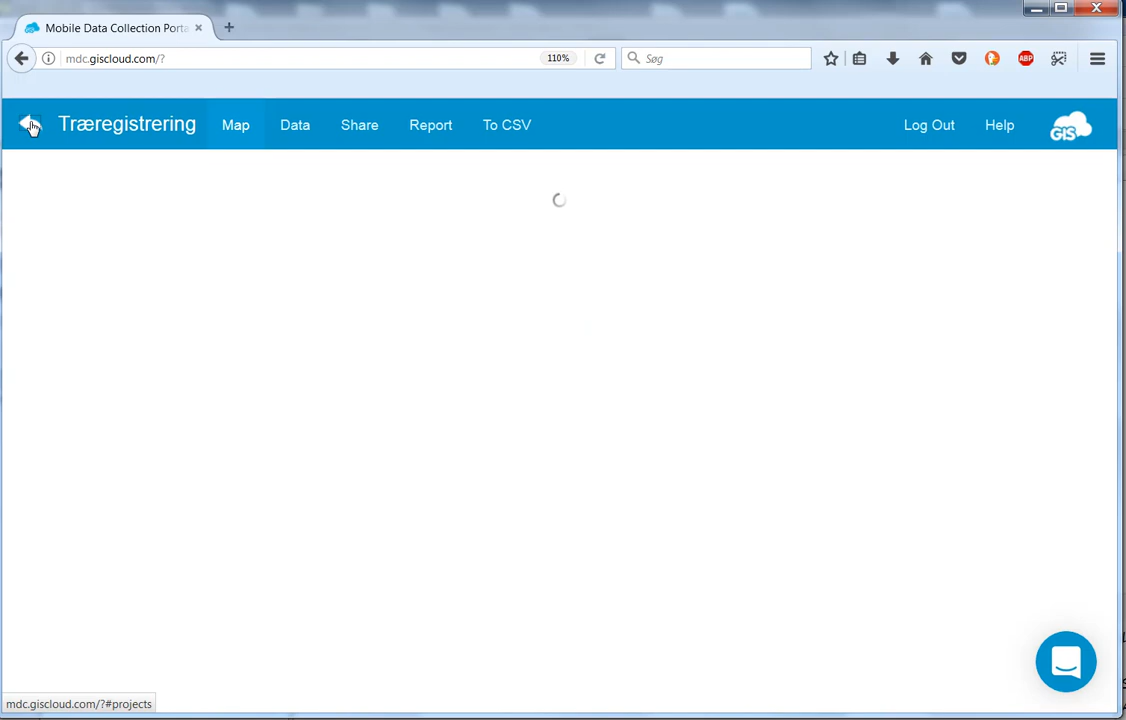 Mobile Data Collection Porta
mdc.giscloud.com/?
110%
Søg
ABP
Træregistrering
Map
Data
Share
Report
To CSV
Log Out
Help
GIS
mdc.giscloud.com/?#projects